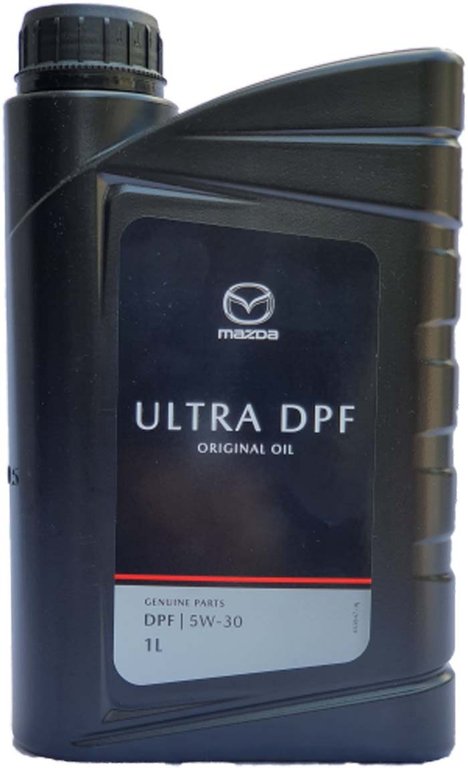 mazda
ULTRA DPF
ORIGINAL OIL
GENUINE PARTS
DPF | 5W-30
1L